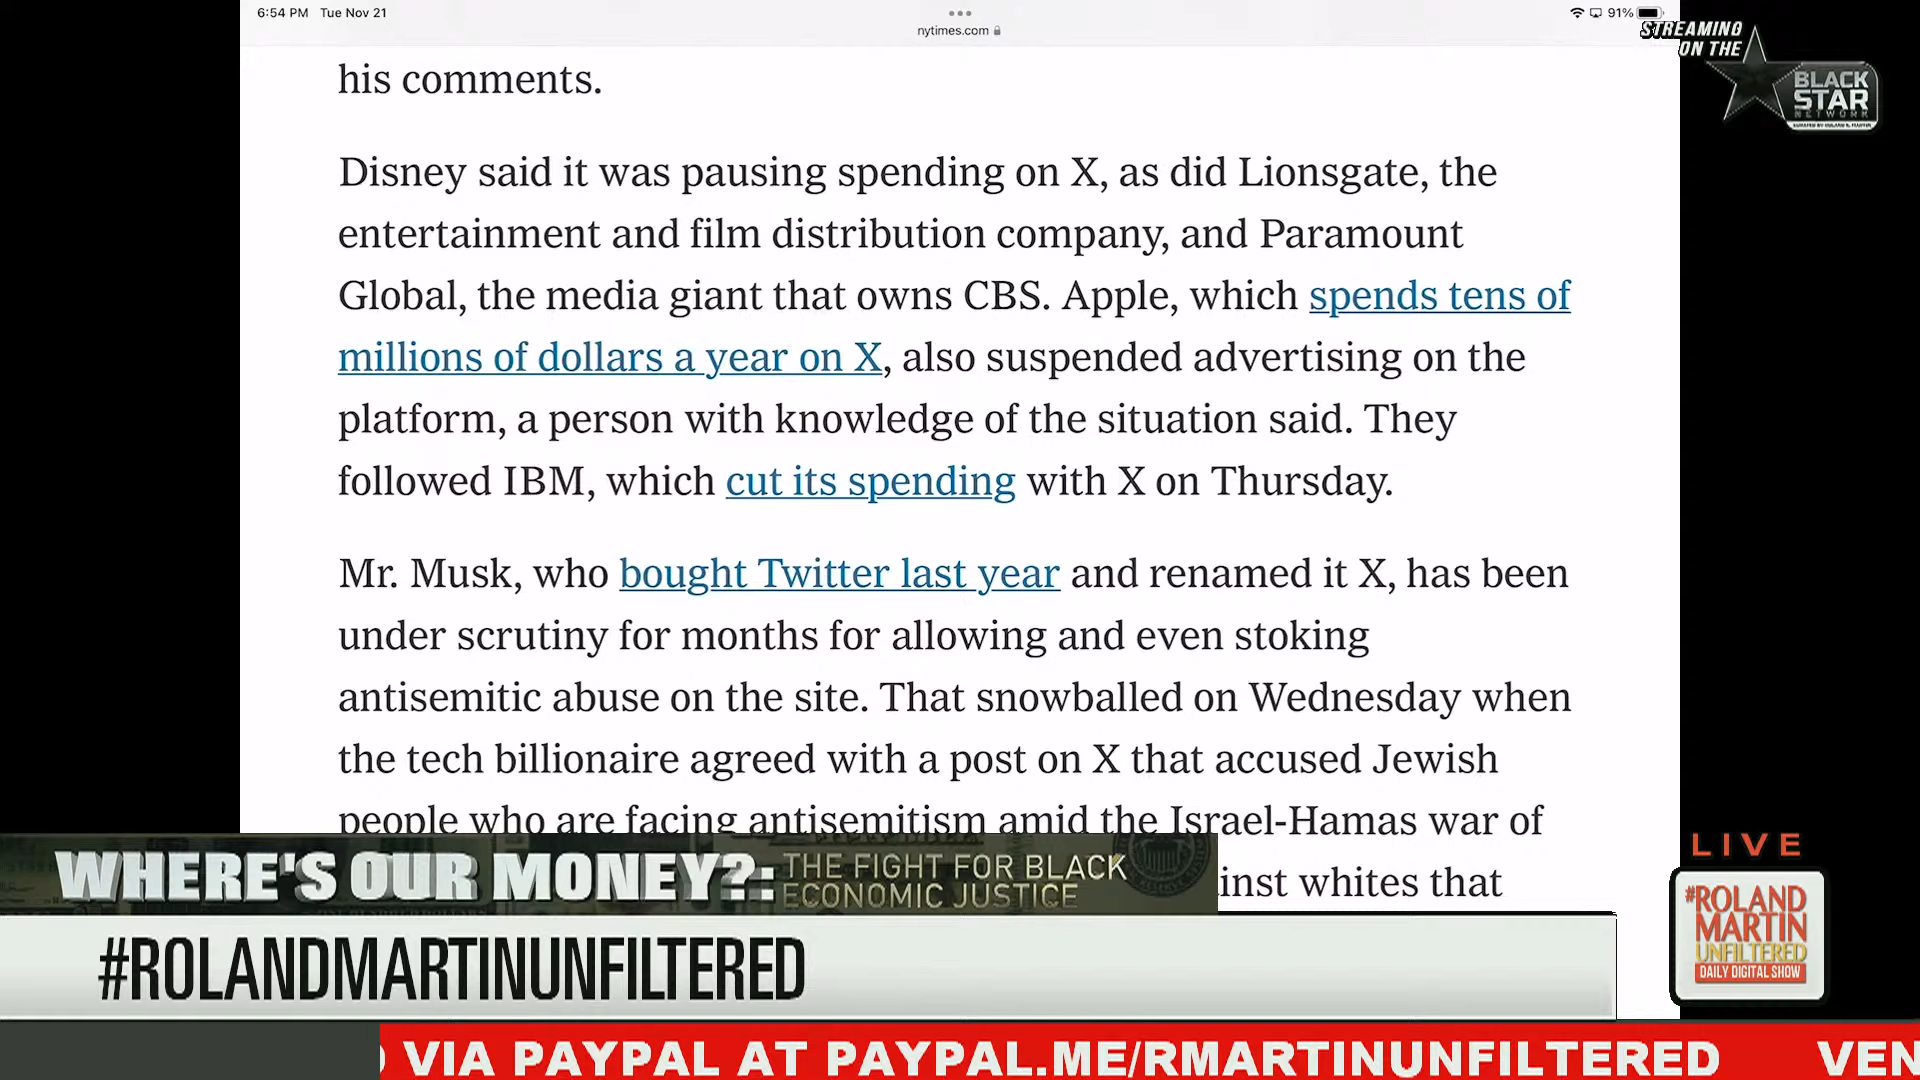 6:54 PM Tue Nov 21
nytimes.com
91%
STREAMING
ON THE
BLACK
STAR
NETWORK
his comments.
Disney said it was pausing spending on X, as did Lionsgate, the
entertainment and film distribution company, and Paramount
Global, the media giant that owns CBS. Apple, which spends tens of
millions of dollars a year on X, also suspended advertising on the
platform, a person with knowledge of the situation said. They
followed IBM, which cut its spending with X on Thursday.
Mr. Musk, who bought Twitter last year and renamed it X, has been
under scrutiny for months for allowing and even stoking
antisemitic abuse on the site. That snowballed on Wednesday when
the tech billionaire agreed with a post on X that accused Jewish
people who are facing antisemitism amid the Israel-Hamas war of
inst whites that
WHERE'S OUR MONEY?:
THE FIGHT FOR BLACK
ECONOMIC JUSTICE
#ROLANDMARTINUNFILTERED
LIVE
#ROLAND
MARTIN
UNFILTERED
DAILY DIGITAL SHOW
VIA PAYPAL AT PAYPAL.ME/RMARTINUNFILTERED VEN